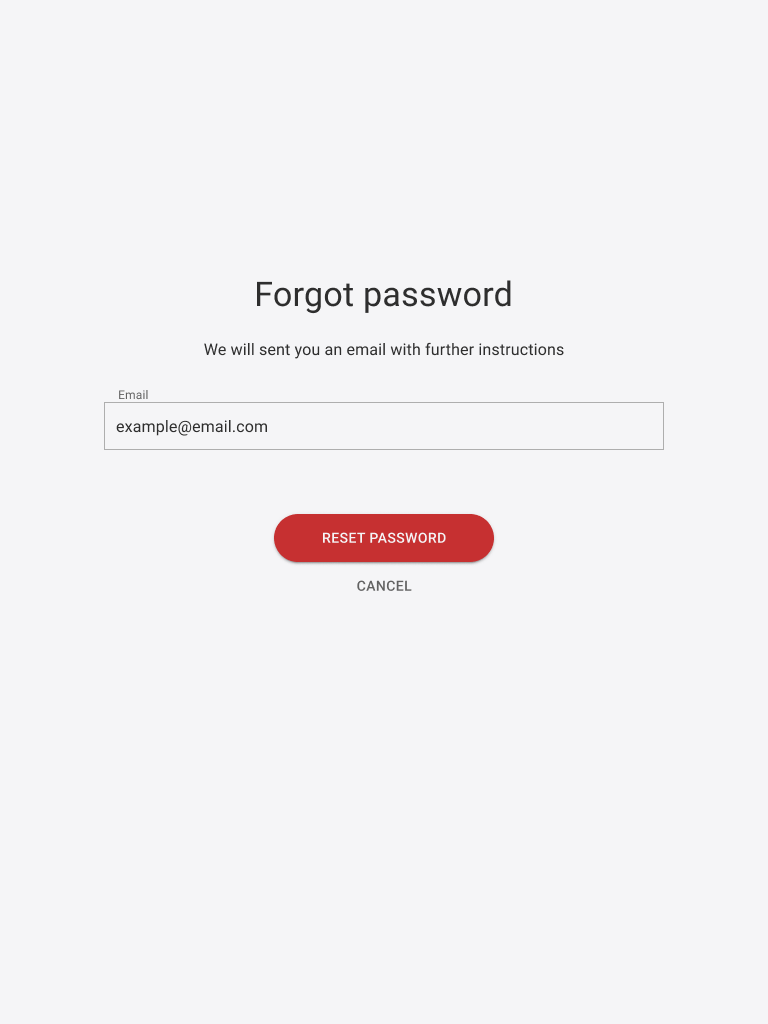 Forgot password
We will sent you an email with further instructions
Email
example@email.com
RESET PASSWORD
CANCEL